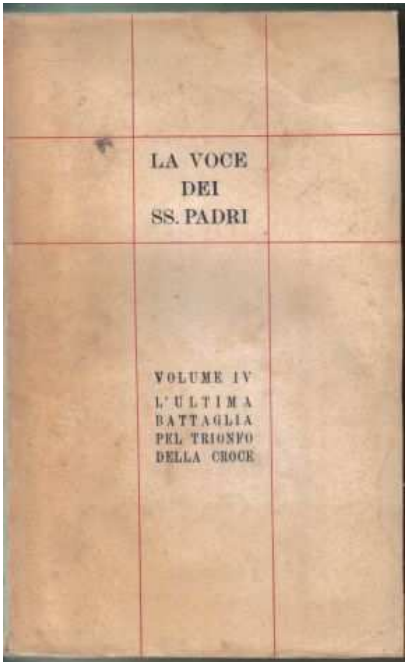 LA VOCE
DEI
SS. PADRI
VOLUME IV
L'ULTIMA
BATTAGLIA
PEL TRIONFO
DELLA CROCE